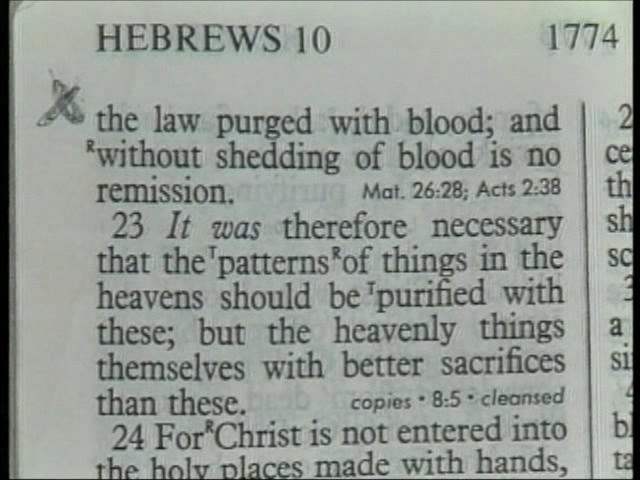 HEBREWS 10 1774
the law purged with blood; and
ᴿwithout shedding of blood is no
remission. Mat. 26:28; Acts 2:38
23 It was therefore necessary
that the ᵀpatterns ᴿof things in the
heavens should be ᵀpurified with
these; but the heavenly things
themselves with better sacrifices
than these. copies • 8:5 • cleansed
24 For ᴿChrist is not entered into
the holy places made with hands,